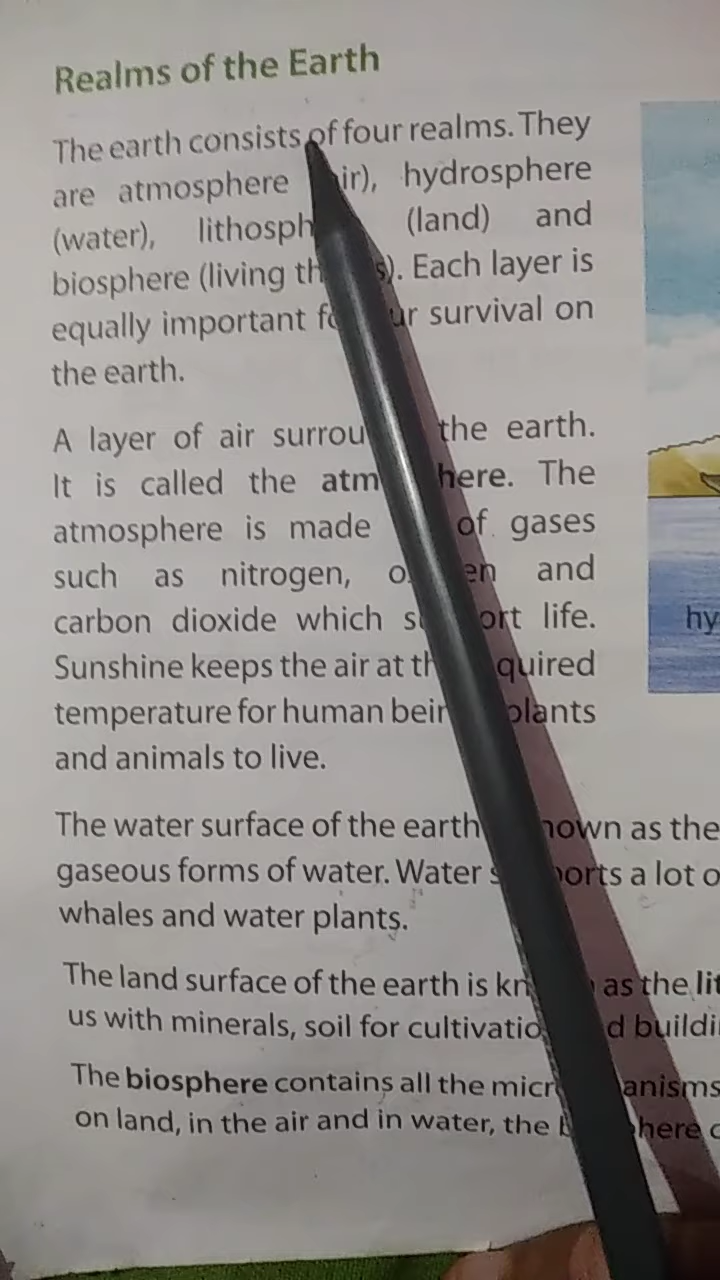 Realms of the Earth
The earth consists of four realms. They
are atmosphere ir), hydrosphere
(water), lithosph (land) and
biosphere (living th s). Each layer is
equally important f ur survival on
the earth.
A layer of air surrou the earth.
It is called the atm here. The
atmosphere is made of gases
such as nitrogen, o en and
carbon dioxide which s ort life.
Sunshine keeps the air at th quired
temperature for human bein plants
and animals to live.
The water surface of the earth nown as the
gaseous forms of water. Water s ports a lot o
whales and water plants.
The land surface of the earth is kn as the lit
us with minerals, soil for cultivatio d buildi
The biosphere contains all the micr anisms
on land, in the air and in water, the b here
hy